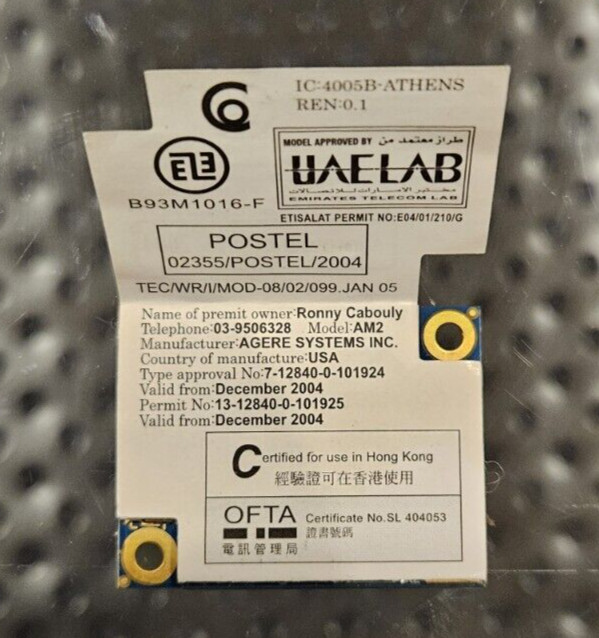 IC:4005B-ATHENS
REN:0.1
B93M1016-F
MODEL APPROVED BY طراز معتمد من
UAE LAB
مختبر الامارات للاتصالات
EMIRATES TELECOM LAB
ETISALAT PERMIT NO:E04/01/210/G
POSTEL
02355/POSTEL/2004
TEC/WR/I/MOD-08/02/099.JAN 05
Name of premit owner:Ronny Cabouly
Telephone:03-9506328 Model:AM2
Manufacturer:AGERE SYSTEMS INC.
Country of manufacture:USA
Type approval No:7-12840-0-101924
Valid from:December 2004
Permit No:13-12840-0-101925
Valid from:December 2004
Certified for use in Hong Kong
經驗證可在香港使用
OFTA Certificate No.SL 404053
電訊管理局 證書號碼